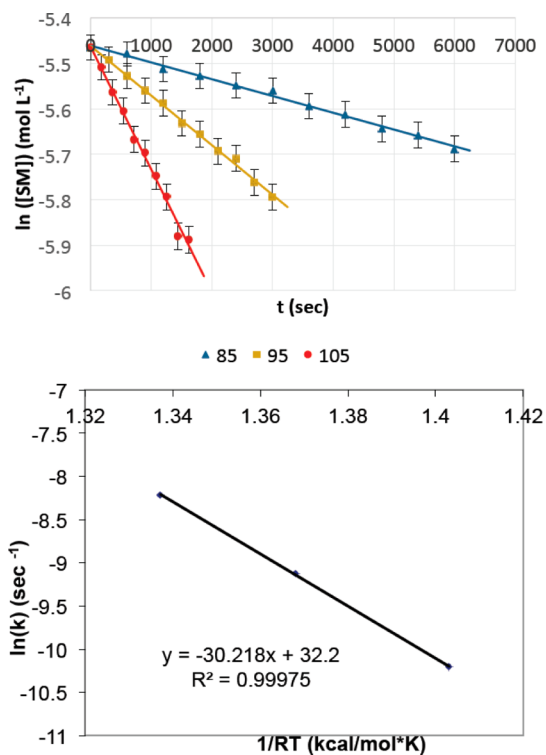 -5.4
0 1000 2000 3000 4000 5000 6000 7000
-5.5
-5.6
-5.7
-5.8
-5.9
-6
ln ([SM]) (mol L⁻¹)
t (sec)
85 95 105
-7
1.32 1.34 1.36 1.38 1.4 1.42
-7.5
-8
-8.5
-9
-9.5
-10
-10.5
-11
ln(k) (sec ⁻¹)
y = -30.218x + 32.2
R² = 0.99975
1/RT (kcal/mol*K)